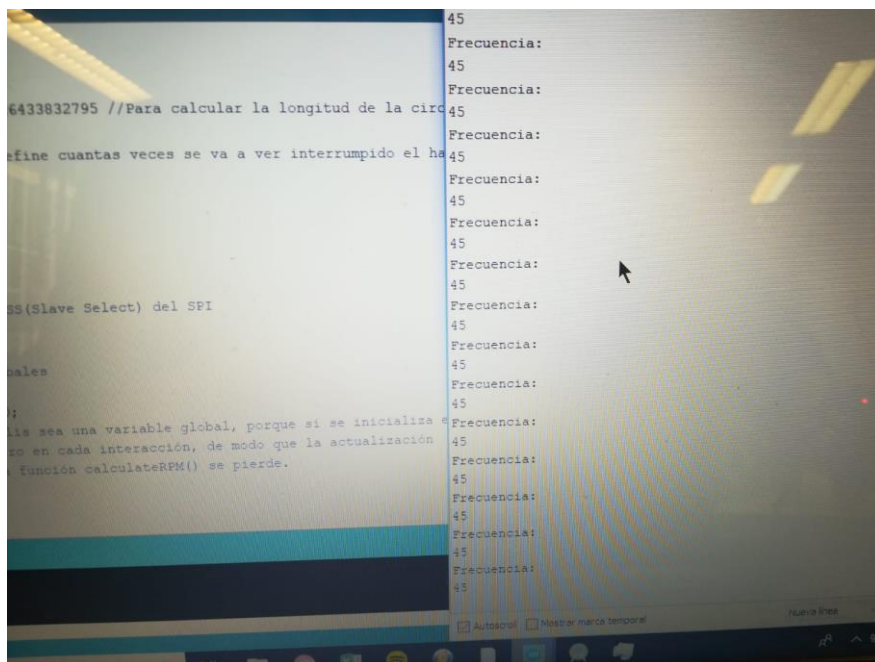 6433832795 //Para calcular la longitud de la circ
efine cuantas veces se va a ver interrumpido el ha
SS(Slave Select) del SPI
bales
);
lis sea una variable global, porque si se inicializa e
ro en cada interacción, de modo que la actualización
a función calculateRPM() se pierde.
45
Frecuencia:
45
Frecuencia:
45
Frecuencia:
45
Frecuencia:
45
Frecuencia:
45
Frecuencia:
45
Frecuencia:
45
Frecuencia:
45
Frecuencia:
45
Frecuencia:
45
Frecuencia:
45
Frecuencia:
45
Frecuencia:
45
Frecuencia:
45
Autoscroll Mostrar marca temporal
Nueva línea